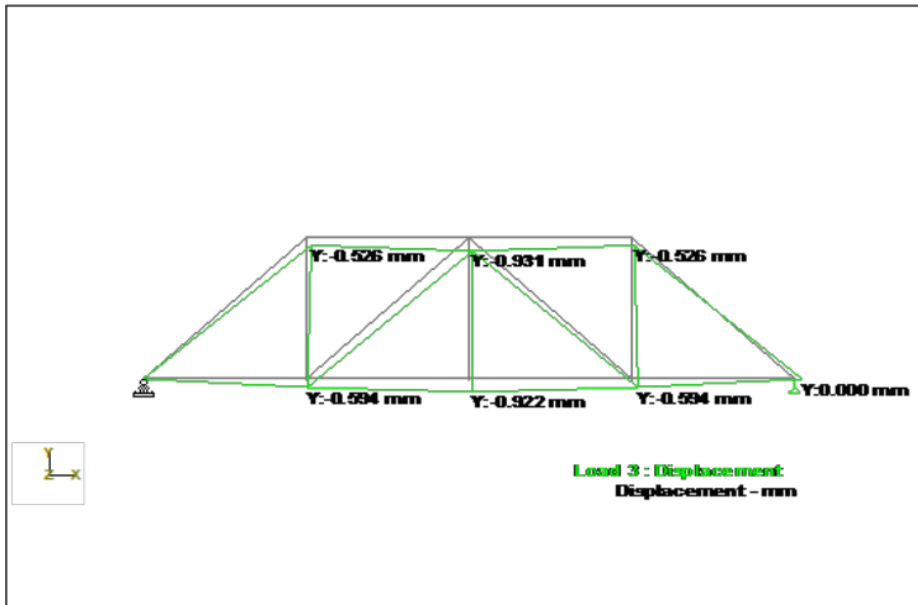 Y:-0.526 mm
Y:-0.931 mm
Y:-0.526 mm
Y:-0.594 mm
Y:-0.922 mm
Y:-0.594 mm
Y:0.000 mm
Y
Z X
Load 3 : Displacement
Displacement - mm